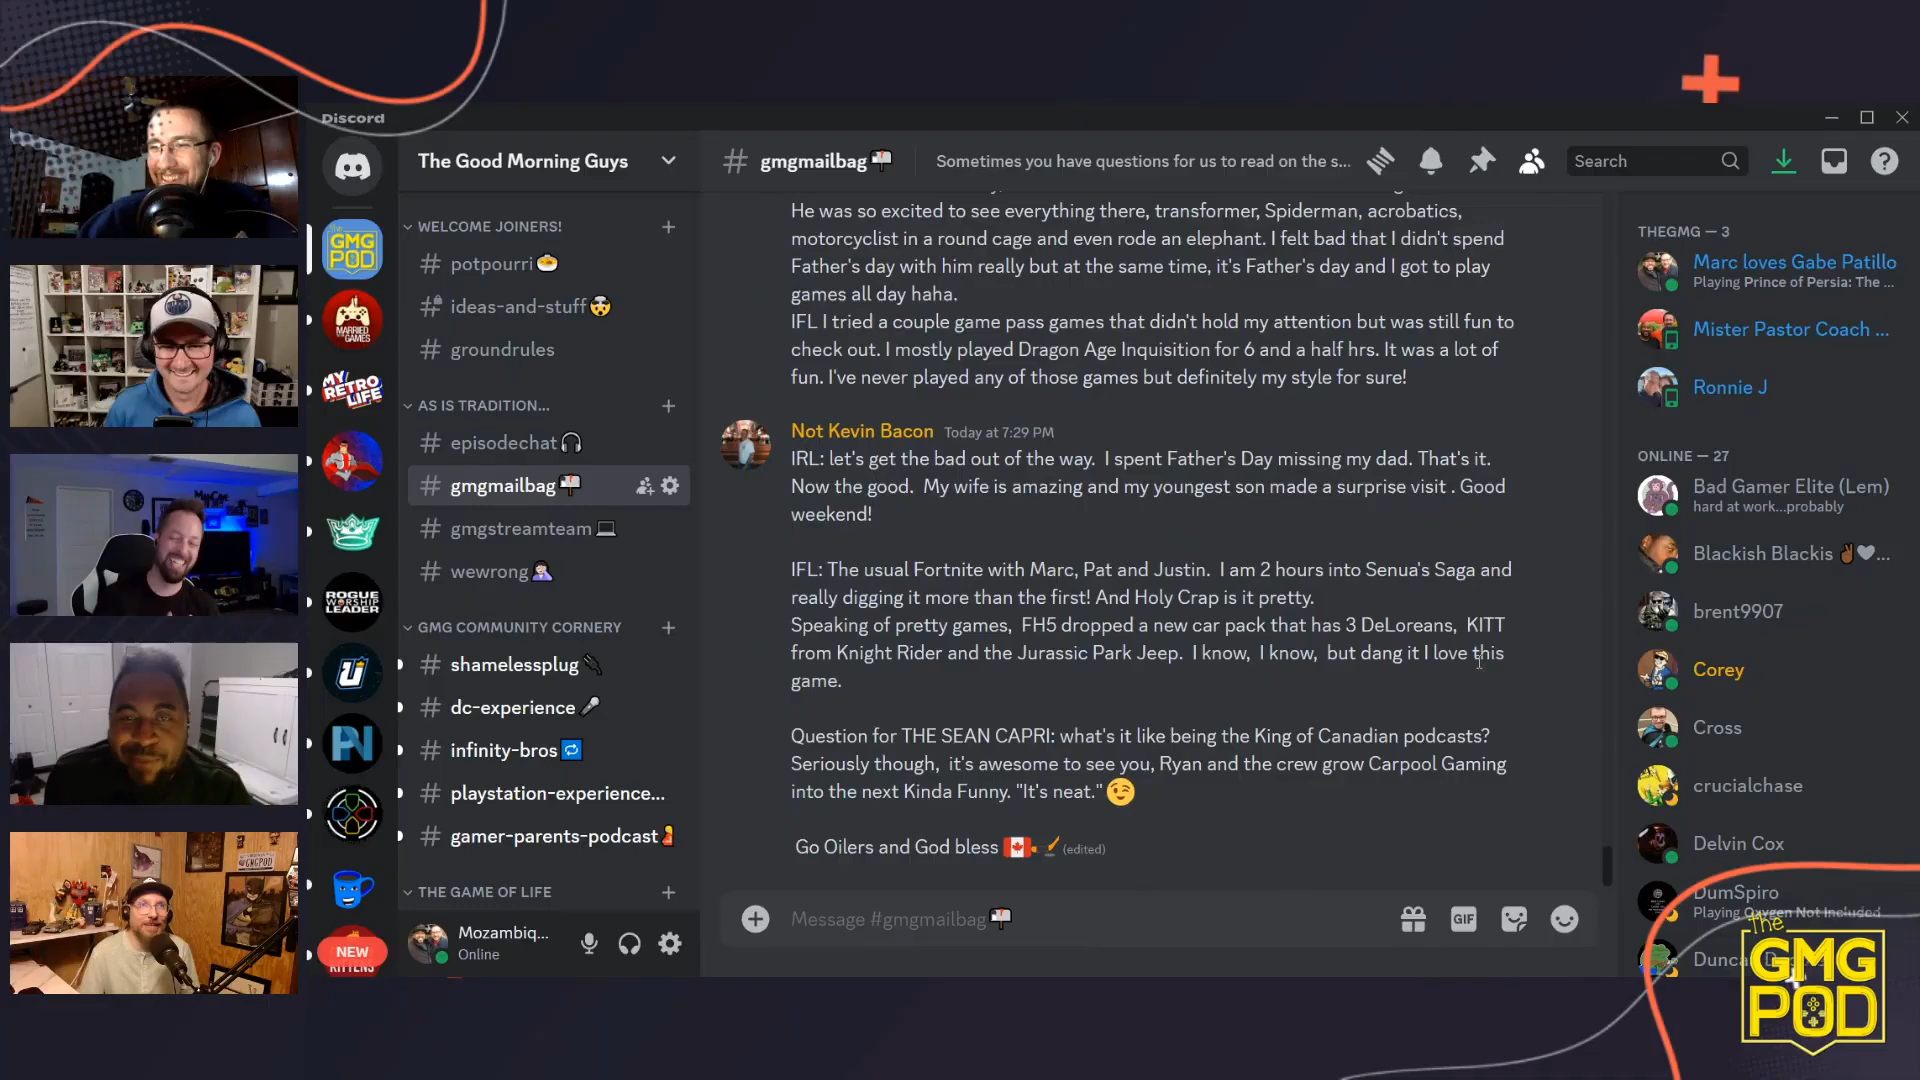 Discord
The Good Morning Guys
# gmgmailbag
Sometimes you have questions for us to read on the s...
Search
WELCOME JOINERS!
# potpourri
# ideas-and-stuff
# groundrules
AS IS TRADITION...
# episodechat
# gmgmailbag
# gmgstreamteam
# wewrong
GMG COMMUNITY CORNERY
# shamelessplug
# dc-experience
# infinity-bros
# playstation-experience...
# gamer-parents-podcast
THE GAME OF LIFE
Mozambiq...
Online
GMG
POD
MARRIED
GAMES
MY
RETRO
LIFE
ROGUE
WORSHIP
LEADER
NEW
He was so excited to see everything there, transformer, Spiderman, acrobatics,
motorcyclist in a round cage and even rode an elephant. I felt bad that I didn't spend
Father's day with him really but at the same time, it's Father's day and I got to play
games all day haha.
IFL I tried a couple game pass games that didn't hold my attention but was still fun to
check out. I mostly played Dragon Age Inquisition for 6 and a half hrs. It was a lot of
fun. I've never played any of those games but definitely my style for sure!
Not Kevin Bacon Today at 7:29 PM
IRL: let's get the bad out of the way. I spent Father's Day missing my dad. That's it.
Now the good. My wife is amazing and my youngest son made a surprise visit . Good
weekend!
IFL: The usual Fortnite with Marc, Pat and Justin. I am 2 hours into Senua's Saga and
really digging it more than the first! And Holy Crap is it pretty.
Speaking of pretty games, FH5 dropped a new car pack that has 3 DeLoreans, KITT
from Knight Rider and the Jurassic Park Jeep. I know, I know, but dang it I love this
game.
Question for THE SEAN CAPRI: what's it like being the King of Canadian podcasts?
Seriously though, it's awesome to see you, Ryan and the crew grow Carpool Gaming
into the next Kinda Funny. "It's neat." 😉
Go Oilers and God bless 🇨🇦 (edited)
Message #gmgmailbag
GIF
THEGMG — 3
Marc loves Gabe Patillo
Playing Prince of Persia: The ...
Mister Pastor Coach ...
Ronnie J
ONLINE — 27
Bad Gamer Elite (Lem)
hard at work...probably
Blackish Blackis ...
brent9907
Corey
Cross
crucialchase
Delvin Cox
DumSpiro
Playing Oxygen Not Included
The
GMG
POD